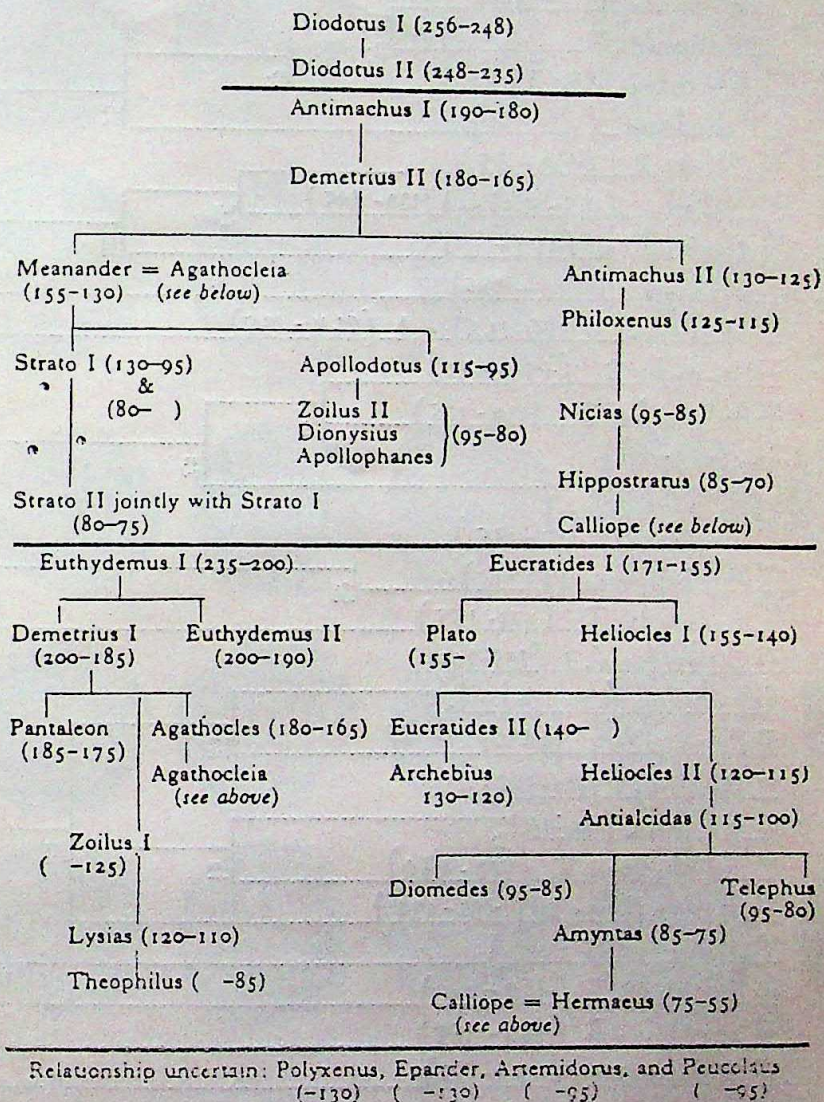 Diodotus I (256-248)
Diodotus II (248-235)
Antimachus I (190-180)
Demetrius II (180-165)
Meanander = Agathocleia
(155-130) (see below)
Antimachus II (130-125)
Philoxenus (125-115)
Strato I (130-95)
&
(80- )
Apollodotus (115-95)
Zoilus II
Dionysius
Apollophanes
(95-80)
Nicias (95-85)
Hippostratus (85-70)
Strato II jointly with Strato I
(80-75)
Calliope (see below)
Euthydemus I (235-200)
Eucratides I (171-155)
Demetrius I
(200-185)
Euthydemus II
(200-190)
Plato
(155- )
Heliocles I (155-140)
Pantaleon
(185-175)
Agathocles (180-165)
Agathocleia
(see above)
Eucratides II (140- )
Archebius
130-120)
Heliocles II (120-115)
Antialcidas (115-100)
Zoilus I
( -125)
Diomedes (95-85)
Telephus
(95-80)
Lysias (120-110)
Amyntas (85-75)
Theophilus ( -85)
Calliope = Hermaeus (75-55)
(see above)
Relationship uncertain: Polyxenus, Epander, Artemidorus, and Peucelaus
(-130) ( -130) ( -95) ( -95)